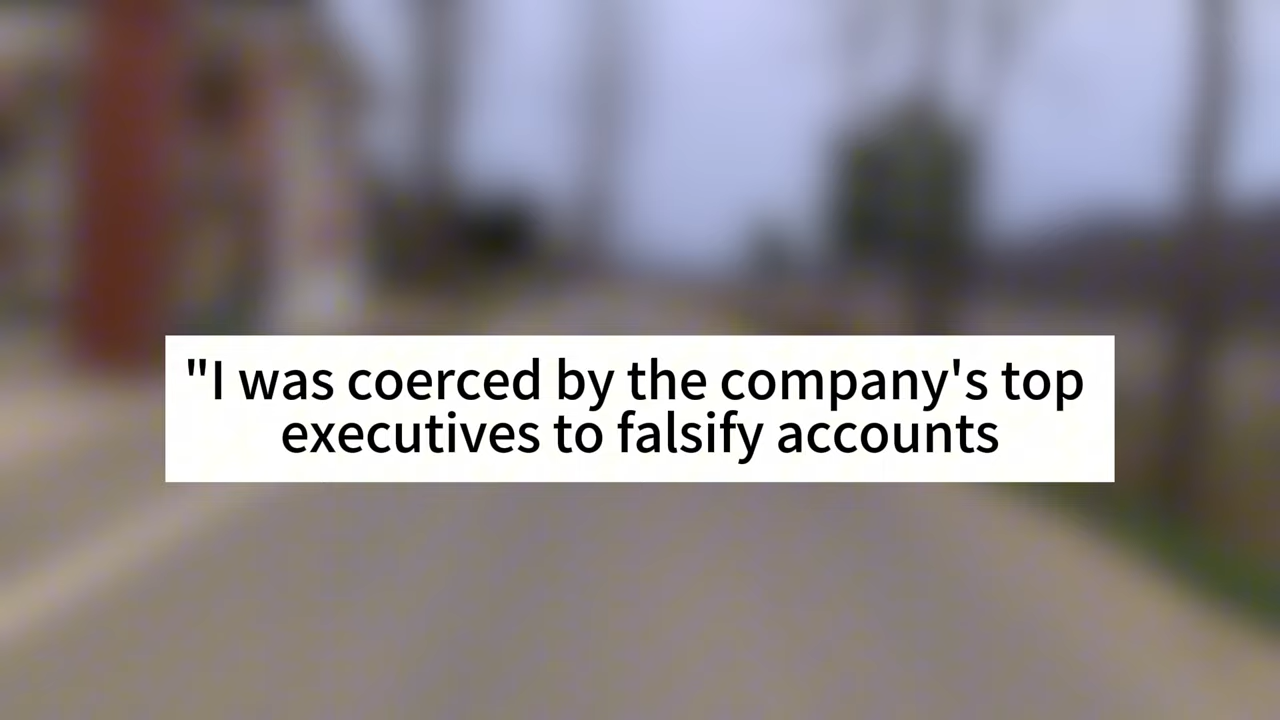 "I was coerced by the company's top
executives to falsify accounts